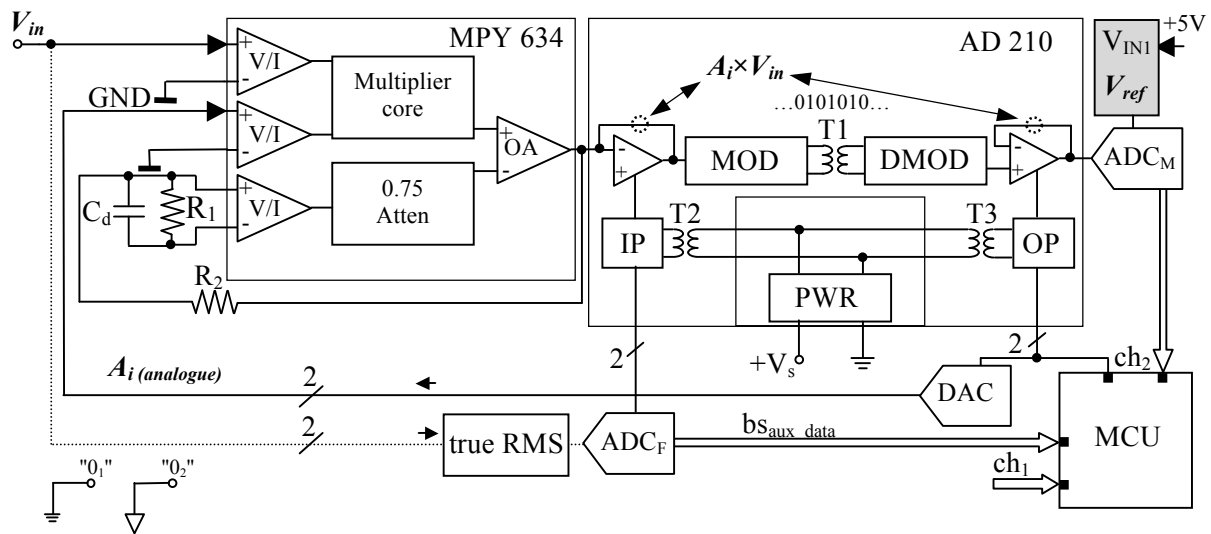 V_in
MPY 634
AD 210
+5V
V_IN1
V_ref
+
-
V/I
Multiplier
core
A_i×V_in
…0101010…
GND
+
-
V/I
+
-
OA
-
+
MOD
T1
DMOD
-
+
ADC_M
C_d
R_1
+
-
V/I
0.75
Atten
IP
T2
T3
OP
R_2
PWR
2
+V_s
2
ch_2
A_i (analogue)
2
DAC
2
true RMS
ADC_F
bs_aux_data
MCU
ch_1
"0_1"
"0_2"